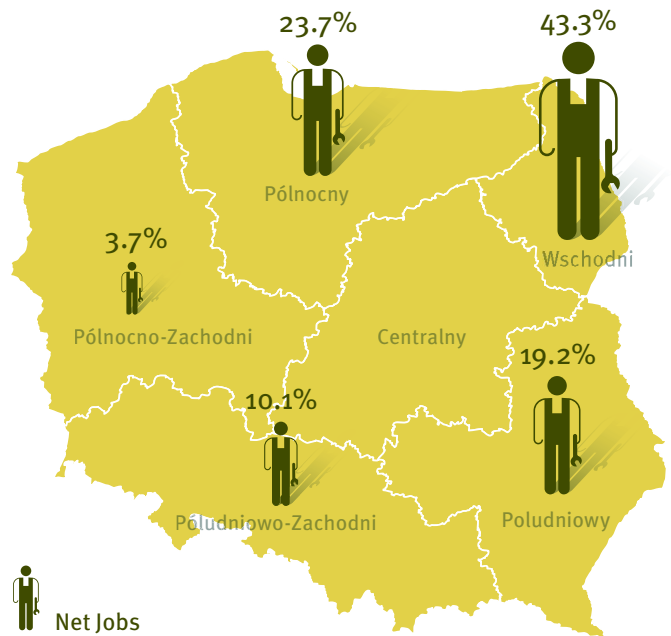 23.7%
43.3%
Pólnocny
Wschodni
3.7%
Pólnocno-Zachodni
Centralny
19.2%
10.1%
Póludniowo-Zachodni
Poludniowy
Net Jobs